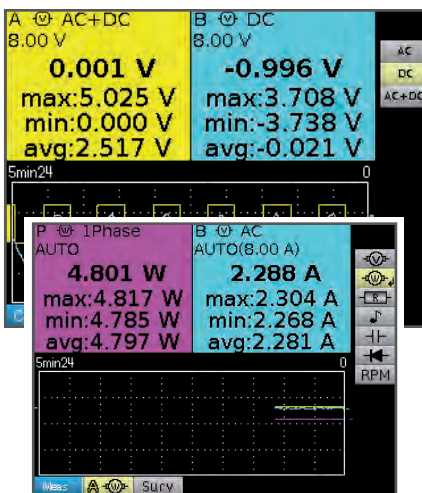 A V AC+DC
8.00 V
0.001 V
max:5.025 V
min:0.000 V
avg:2.517 V
B V DC
8.00 V
-0.996 V
max:3.708 V
min:-3.738 V
avg:-0.021 V
AC
DC
AC+DC
5min24 0
P W 1Phase
AUTO
4.801 W
max:4.817 W
min:4.785 W
avg:4.797 W
B V AC
AUTO(8.00 A)
2.288 A
max:2.304 A
min:2.268 A
avg:2.281 A
V
W
R
RPM
5min24 0
Meas A W Surv